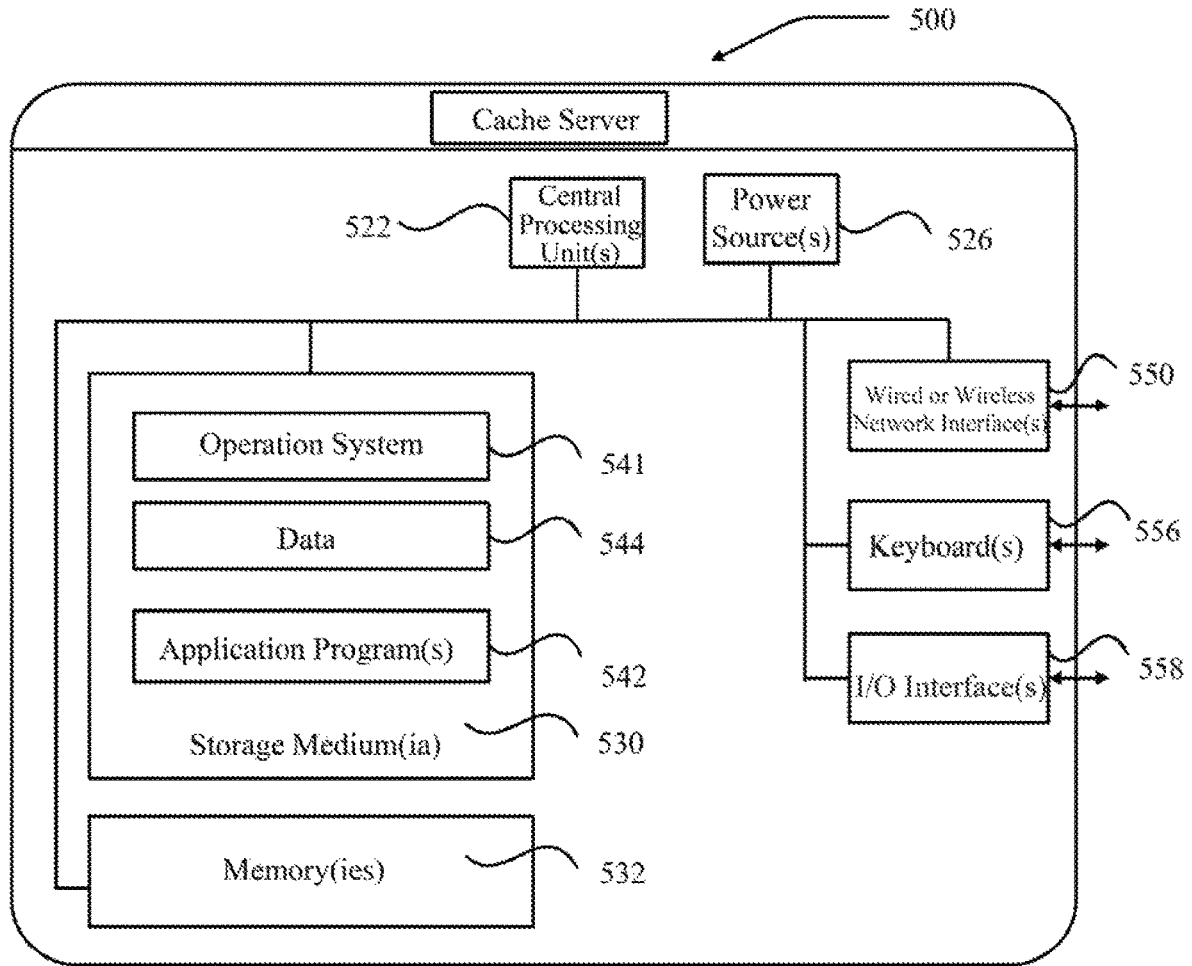 500
Cache Server
Central
Processing
Unit(s)
522
Power
Source(s)
526
Wired or Wireless
Network Interface(s)
550
Operation System
541
Data
544
Keyboard(s)
556
Application Program(s)
542
I/O Interface(s)
558
Storage Medium(ia)
530
Memory(ies)
532